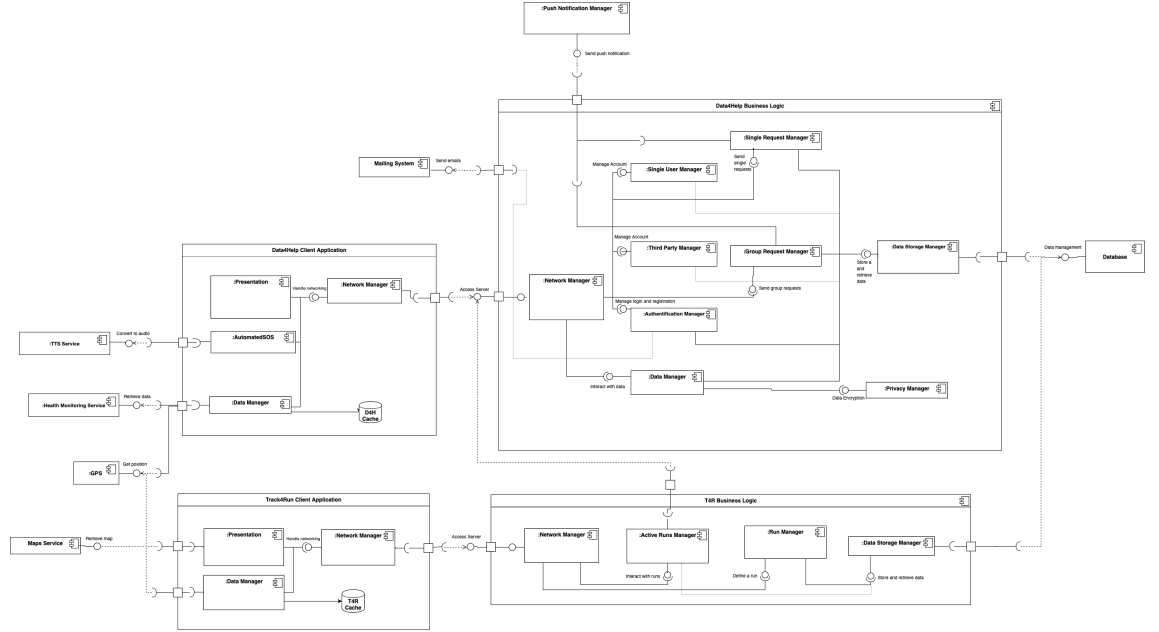 :Push Notification Manager
Send push notification
Data4Help Business Logic
:Single Request Manager
Mailing System
Send emails
Send
single
requests
Manage Account
:Single User Manager
Manage Account
:Third Party Manager
:Group Request Manager
:Data Storage Manager
Data management
Database
Store a
and
retrieve
data
Data4Help Client Application
:Presentation
Handle networking
:Network Manager
Access Server
:Network Manager
Send group requests
Manage login and registration
:Authentification Manager
Convert to audio
:TTS Service
:AutomatedSOS
:Data Manager
Interact with data
:Privacy Manager
Data Encryption
Retrieve data
:Health Monitoring Service
:Data Manager
D4H
Cache
Get position
:GPS
Track4Run Client Application
T4R Business Logic
Maps Service
Retrieve map
:Presentation
Handle networking
:Network Manager
Access Server
:Network Manager
:Active Runs Manager
:Run Manager
:Data Storage Manager
:Data Manager
Interact with runs
Define a run
Store and retrieve data
T4R
Cache